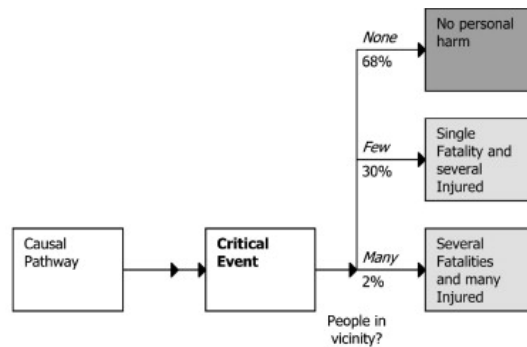 None
68%
No personal
harm
Few
30%
Single
Fatality and
several
Injured
Causal
Pathway
Critical
Event
Many
2%
Several
Fatalities
and many
Injured
People in
vicinity?